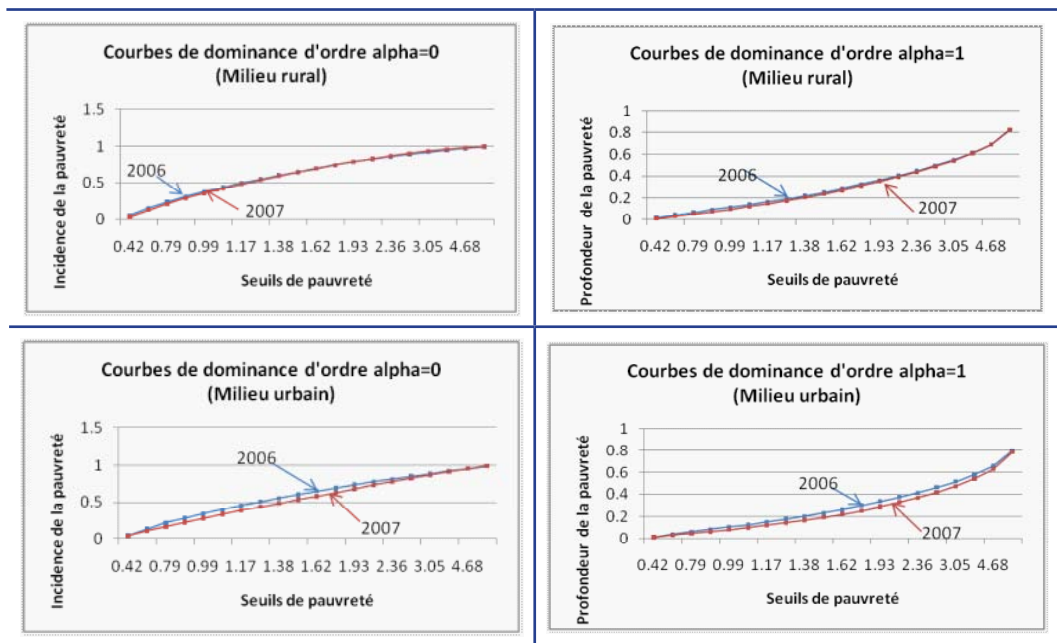 Courbes de dominance d'ordre alpha=0
(Milieu rural)
Incidence de la pauvreté
1.5
1
0.5
0
2006
2007
0.42 0.79 0.99 1.17 1.38 1.62 1.93 2.36 3.05 4.68
Seuils de pauvreté
Courbes de dominance d'ordre alpha=1
(Milieu rural)
Profondeur de la pauvreté
1
0.8
0.6
0.4
0.2
0
2006
2007
0.42 0.79 0.99 1.17 1.38 1.62 1.93 2.36 3.05 4.68
Seuils de pauvreté
Courbes de dominance d'ordre alpha=0
(Milieu urbain)
Incidence de la pauvreté
1.5
1
0.5
0
2006
2007
0.42 0.79 0.99 1.17 1.38 1.62 1.93 2.36 3.05 4.68
Seuils de pauvreté
Courbes de dominance d'ordre alpha=1
(Milieu urbain)
Profondeur de la pauvreté
1
0.8
0.6
0.4
0.2
0
2006
2007
0.42 0.79 0.99 1.17 1.38 1.62 1.93 2.36 3.05 4.68
Seuils de pauvreté